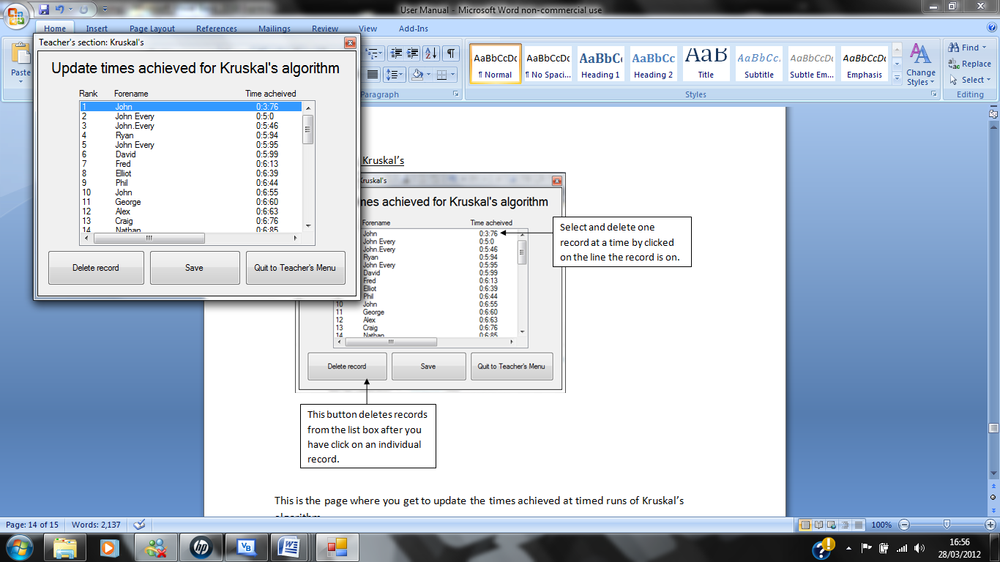 User Manual - Microsoft Word non-commercial use
Home Insert Page Layout References Mailings Review View Add-Ins
Paste
AaBbCcDc AaBbCcDc AaBbC AaBbCc AaB AaBbCc. AaBbCcDc AaBbCcDc
¶ Normal ¶ No Spaci... Heading 1 Heading 2 Title Subtitle Subtle Em... Emphasis
Change
Styles
Find
Replace
Select
Paragraph Styles Editing
Teacher's section: Kruskal's
Update times achieved for Kruskal's algorithm
Rank Forename Time acheived
1 John 0:3:76
2 John Every 0:5:0
3 John.Every 0:5:46
4 Ryan 0:5:94
5 John Every 0:5:95
6 David 0:5:99
7 Fred 0:6:13
8 Elliot 0:6:39
9 Phil 0:6:44
10 John 0:6:55
11 George 0:6:60
12 Alex 0:6:63
13 Craig 0:6:76
14 Nathan 0:6:85
Delete record Save Quit to Teacher's Menu
Kruskal's
Kruskal's
mes achieved for Kruskal's algorithm
Forename Time acheived
John 0:3:76
John Every 0:5:0
John.Every 0:5:46
Ryan 0:5:94
John Every 0:5:95
David 0:5:99
Fred 0:6:13
Elliot 0:6:39
Phil 0:6:44
10 John 0:6:55
11 George 0:6:60
12 Alex 0:6:63
13 Craig 0:6:76
14 Nathan 0:6:85
Delete record Save Quit to Teacher's Menu
Select and delete one
record at a time by clicked
on the line the record is on.
This button deletes records
from the list box after you
have click on an individual
record.
This is the page where you get to update the times achieved at timed runs of Kruskal's
algorithm
Page: 14 of 15 Words: 2,137 100%
hp VB W
16:56
28/03/2012